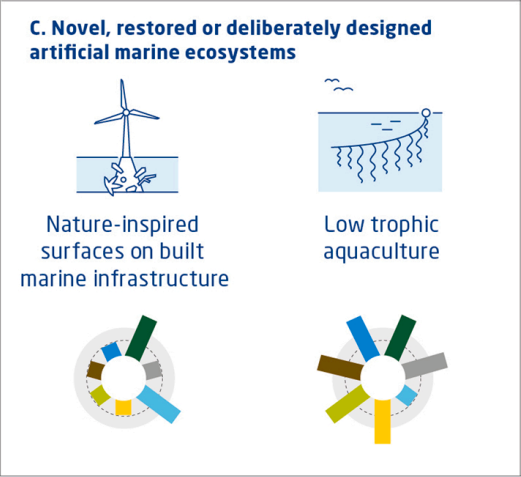 C. Novel, restored or deliberately designed
artificial marine ecosystems
Nature-inspired
surfaces on built
marine infrastructure
Low trophic
aquaculture